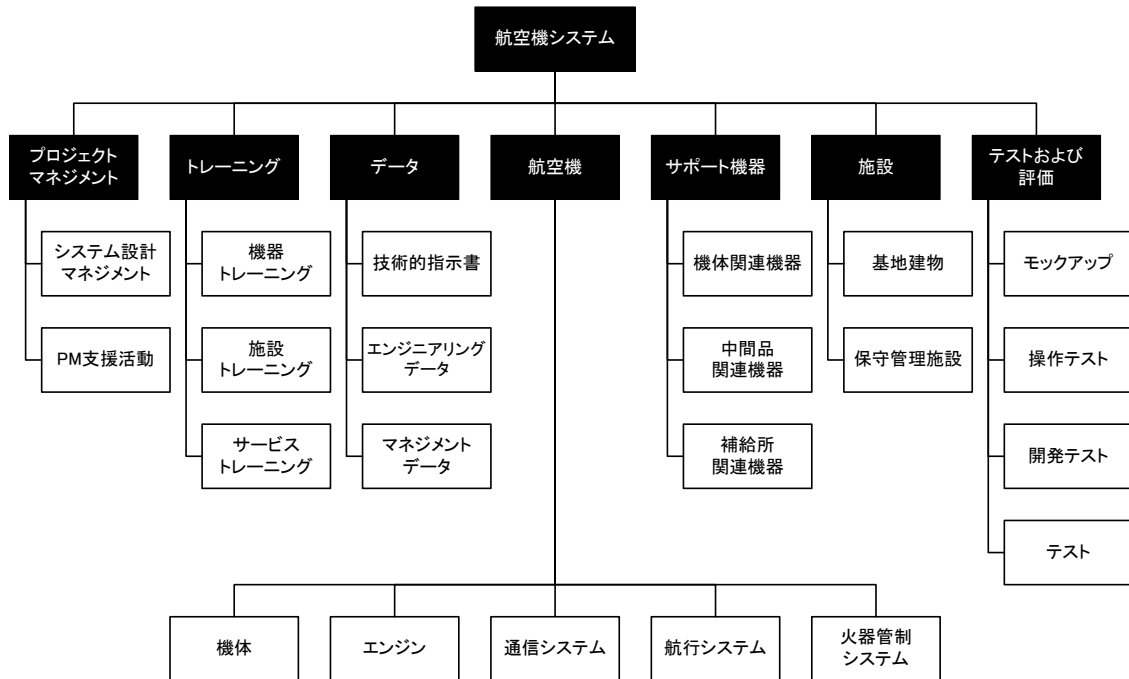 航空機システム
プロジェクト
マネジメント
トレーニング
データ
航空機
サポート機器
施設
テストおよび
評価
システム設計
マネジメント
機器
トレーニング
技術的指示書
機体関連機器
基地建物
モックアップ
PM支援活動
施設
トレーニング
エンジニアリング
データ
中間品
関連機器
保守管理施設
操作テスト
サービス
トレーニング
マネジメント
データ
補給所
関連機器
開発テスト
テスト
機体
エンジン
通信システム
航行システム
火器管制
システム